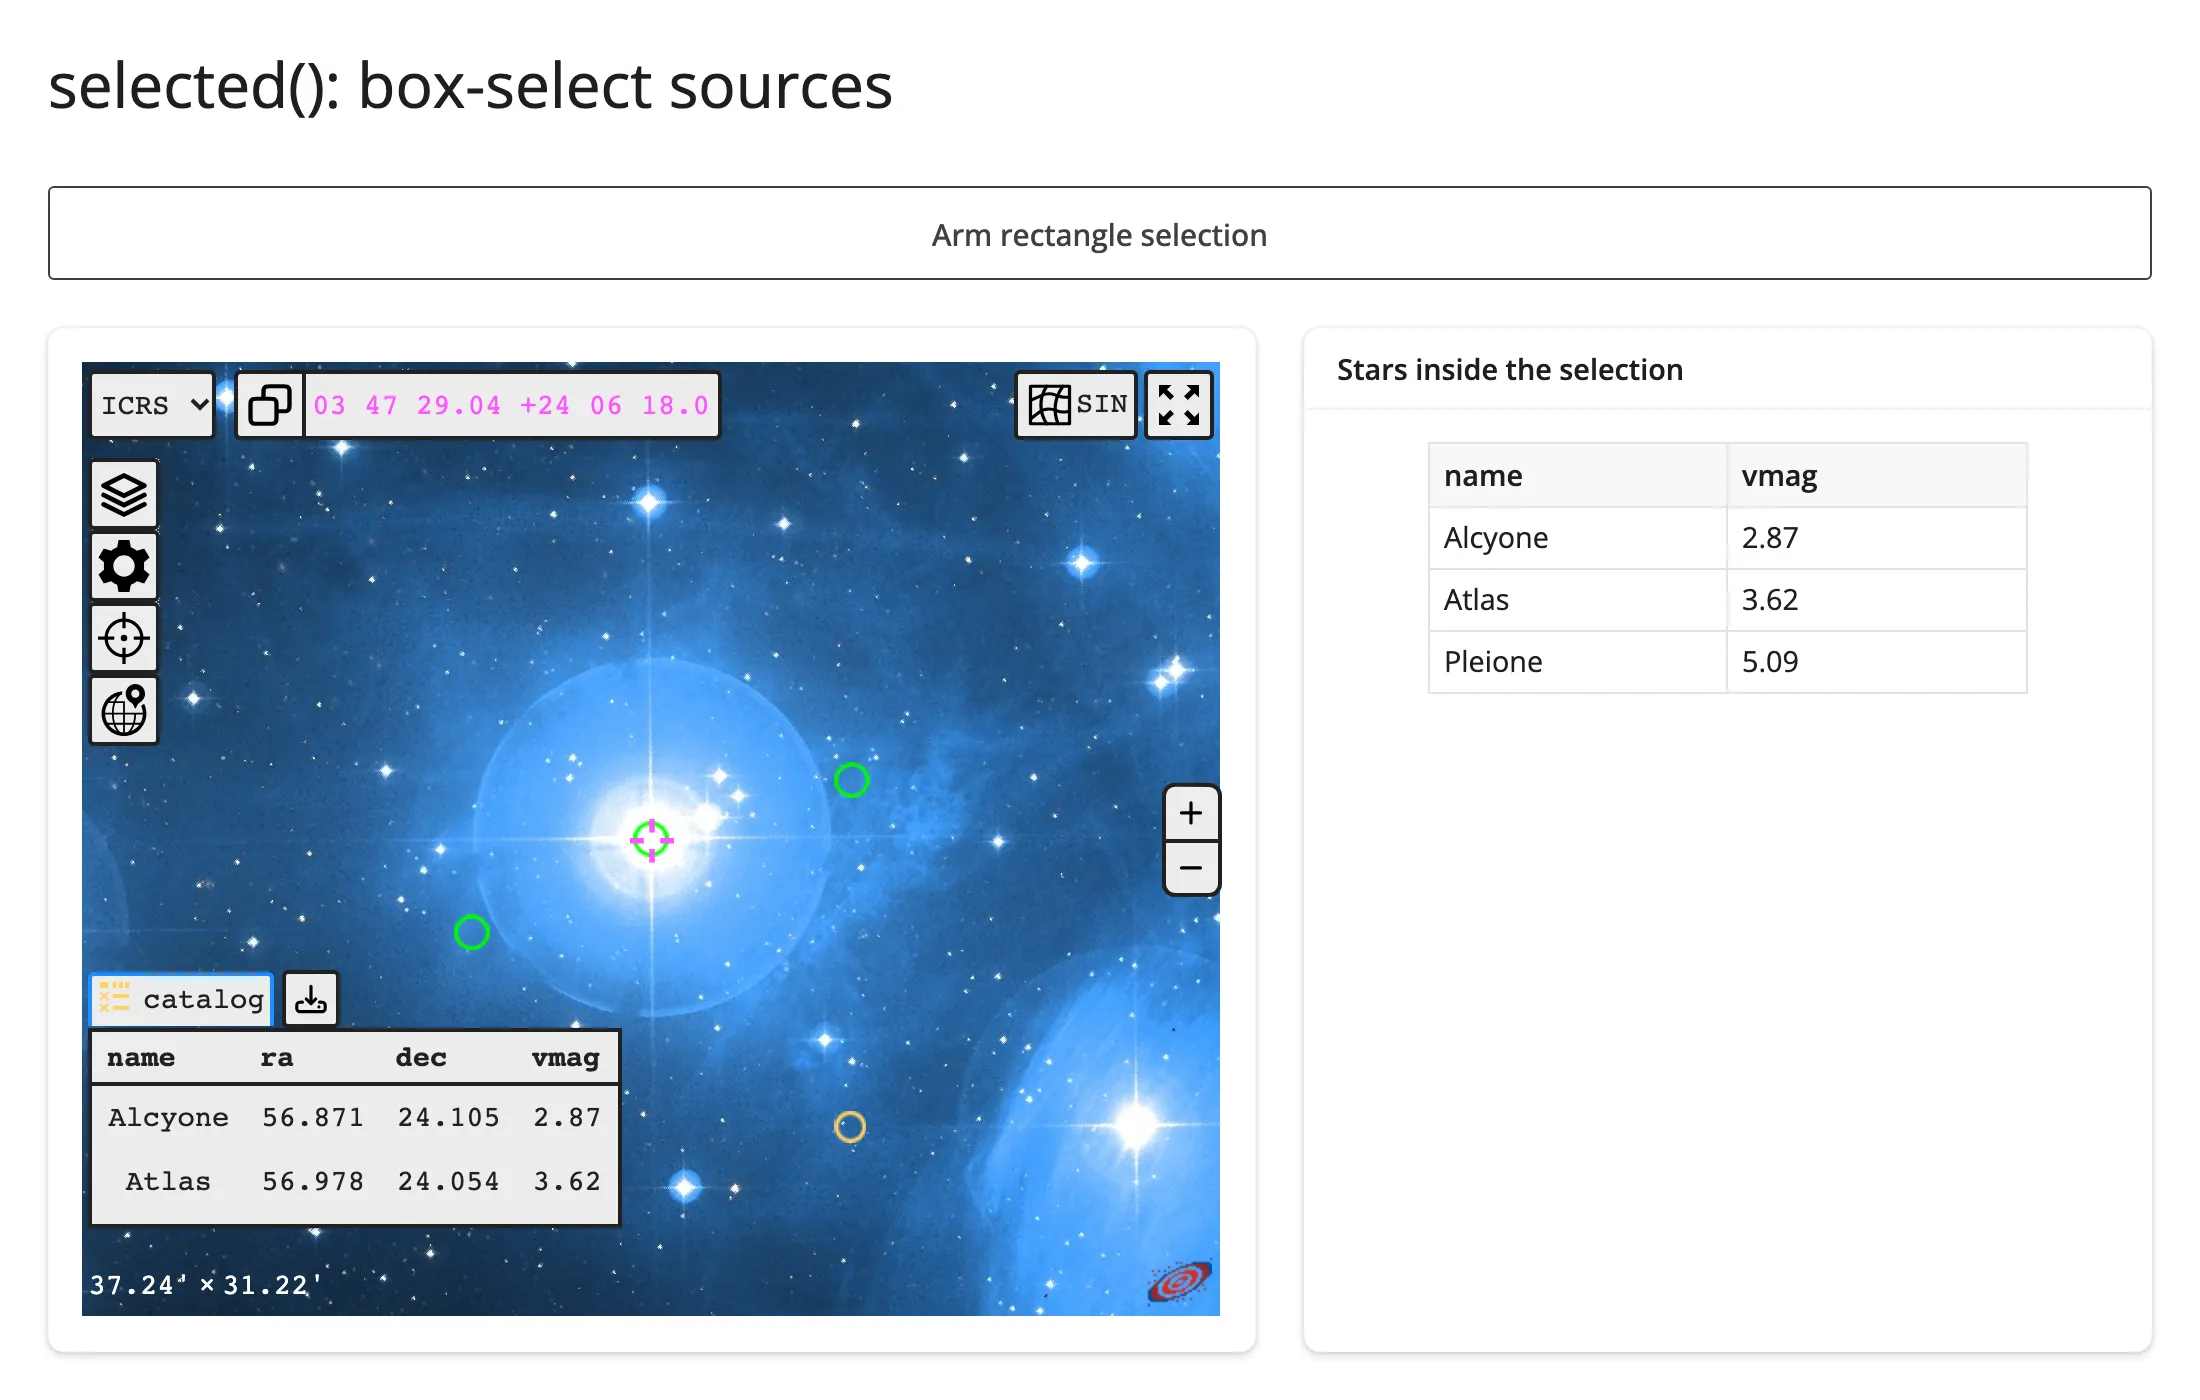 selected(): box-select sources
Arm rectangle selection
ICRS
03 47 29.04 +24 06 18.0
SIN
+
−
catalog
name ra dec vmag
Alcyone 56.871 24.105 2.87
Atlas 56.978 24.054 3.62
37.24' × 31.22'
Stars inside the selection
name vmag
Alcyone 2.87
Atlas 3.62
Pleione 5.09